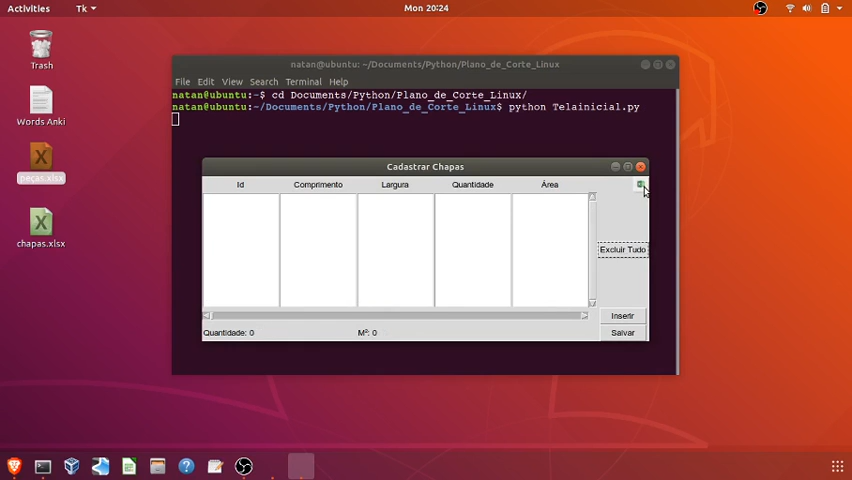 Activities
Tk
Mon 20:24
Trash
Words Anki
peças.xlsx
chapas.xlsx
natan@ubuntu: ~/Documents/Python/Plano_de_Corte_Linux
File Edit View Search Terminal Help
natan@ubuntu:~$ cd Documents/Python/Plano_de_Corte_Linux/
natan@ubuntu:~/Documents/Python/Plano_de_Corte_Linux$ python Telainicial.py
Cadastrar Chapas
Id Comprimento Largura Quantidade Área
Excluir Tudo
Inserir
Quantidade: 0 M²: 0
Salvar